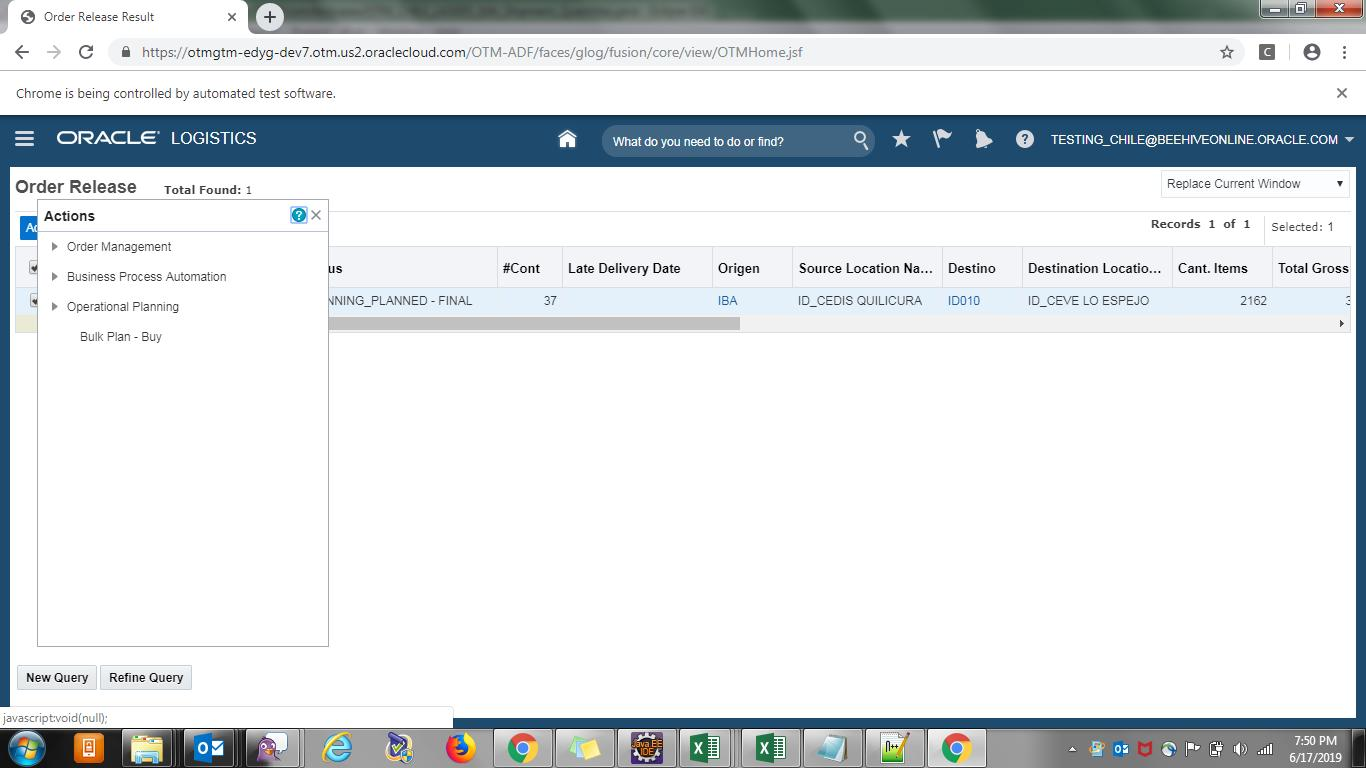 Order Release Result
https://otmgtm-edyg-dev7.otm.us2.oraclecloud.com/OTM-ADF/faces/glog/fusion/core/view/OTMHome.jsf
C
Chrome is being controlled by automated test software.
ORACLE LOGISTICS
What do you need to do or find?
TESTING_CHILE@BEEHIVEONLINE.ORACLE.COM
Order Release Total Found: 1
Replace Current Window
Records 1 of 1 Selected: 1
Actions
Order Management
Business Process Automation
Operational Planning
Bulk Plan - Buy
us #Cont Late Delivery Date Origen Source Location Na... Destino Destination Locatio... Cant. Items Total Gross
NNING_PLANNED - FINAL 37 IBA ID_CEDIS QUILICURA ID010 ID_CEVE LO ESPEJO 2162 3
New Query Refine Query
javascript:void(null);
Java EE
IDE
7:50 PM
6/17/2019